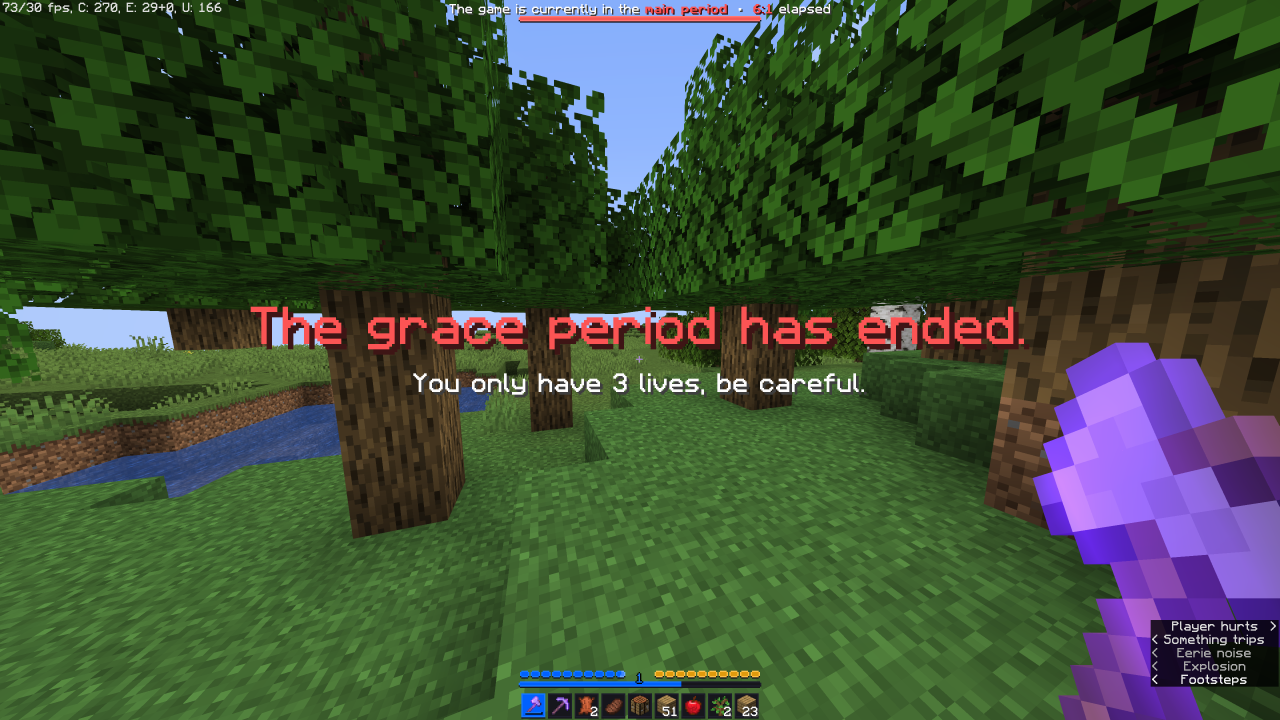 73/30 fps, C: 270, E: 29+0, U: 166
The game is currently in the main period · 6:1 elapsed
The grace period has ended.
You only have 3 lives, be careful.
Player hurts >
< Something trips
< Eerie noise
< Explosion
< Footsteps
1
2
51
2
23